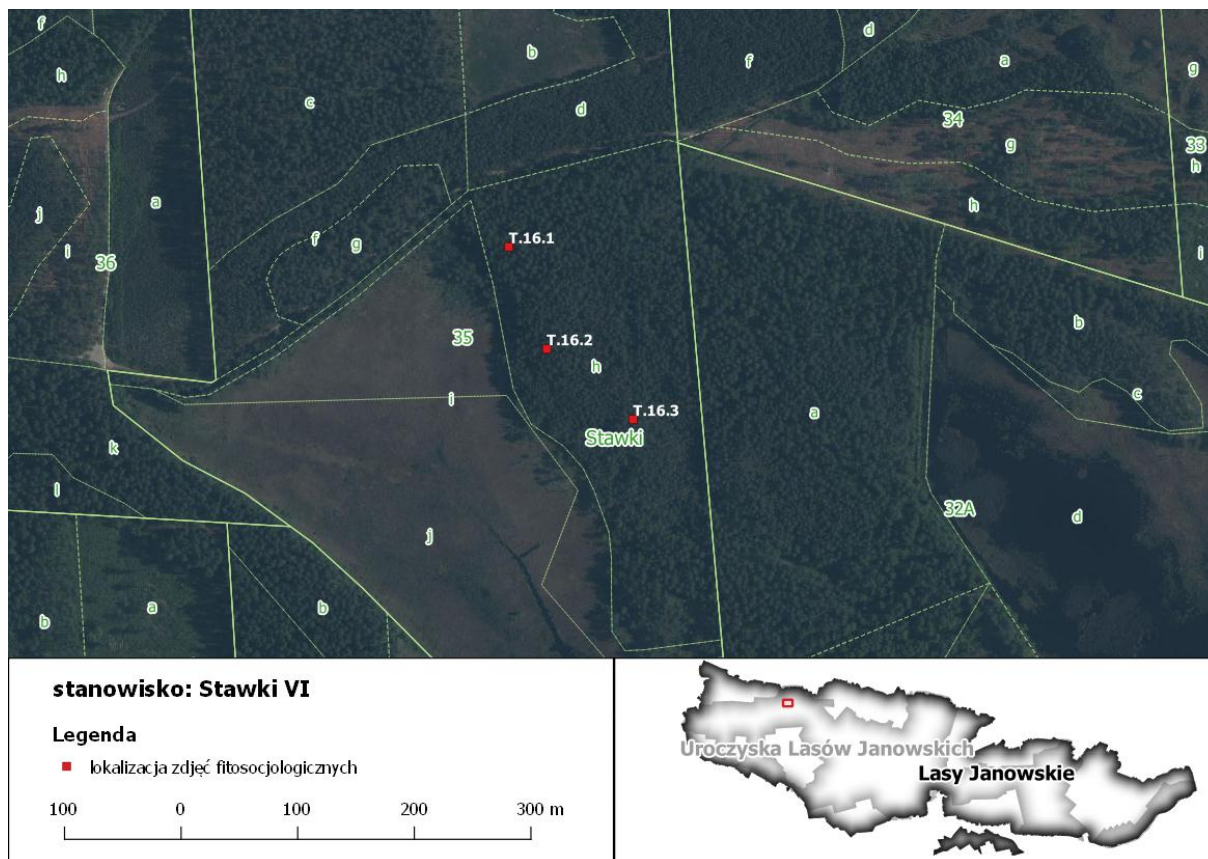 f
b
d
h
c
f
a
g
d
34
33
g
h
j
a
i
36
f
g
h
i
T.16.1
b
35
T.16.2
h
c
i
a
T.16.3
Stawki
k
l
32A
d
j
b
a
b
stanowisko: Stawki VI
Legenda
lokalizacja zdjęć fitosocjologicznych
100 0 100 200 300 m
Uroczyska Lasów Janowskich
Lasy Janowskie